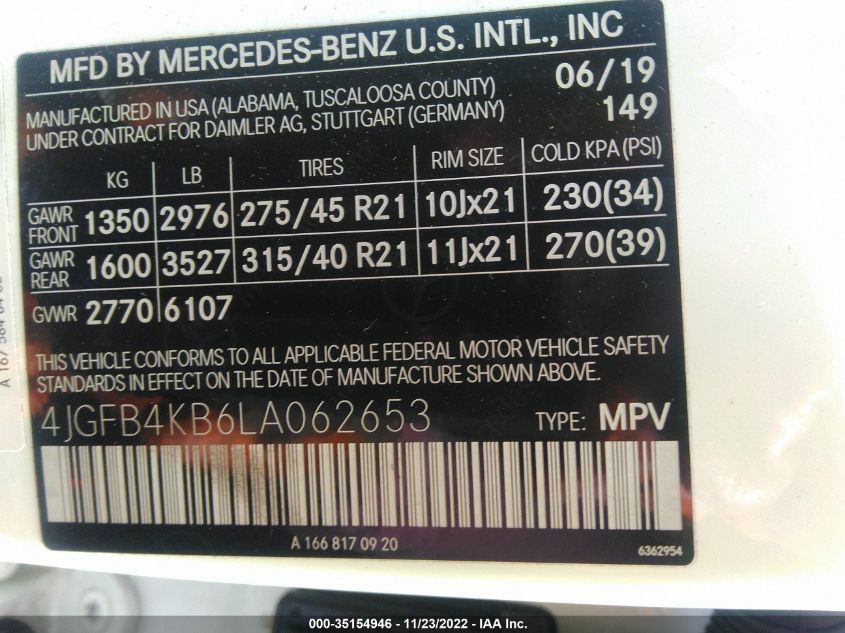 MFD BY MERCEDES-BENZ U.S. INTL., INC
MANUFACTURED IN USA (ALABAMA, TUSCALOOSA COUNTY) 06/19
UNDER CONTRACT FOR DAIMLER AG, STUTTGART (GERMANY) 149
KG LB TIRES RIM SIZE COLD KPA (PSI)
GAWR FRONT 1350 2976 275/45 R21 10Jx21 230(34)
GAWR REAR 1600 3527 315/40 R21 11Jx21 270(39)
GVWR 2770 6107
THIS VEHICLE CONFORMS TO ALL APPLICABLE FEDERAL MOTOR VEHICLE SAFETY
STANDARDS IN EFFECT ON THE DATE OF MANUFACTURE SHOWN ABOVE.
4JGFB4KB6LA062653 TYPE: MPV
A 166 817 09 20
6362954
A 167 584
000-35154946 - 11/23/2022 - IAA Inc.